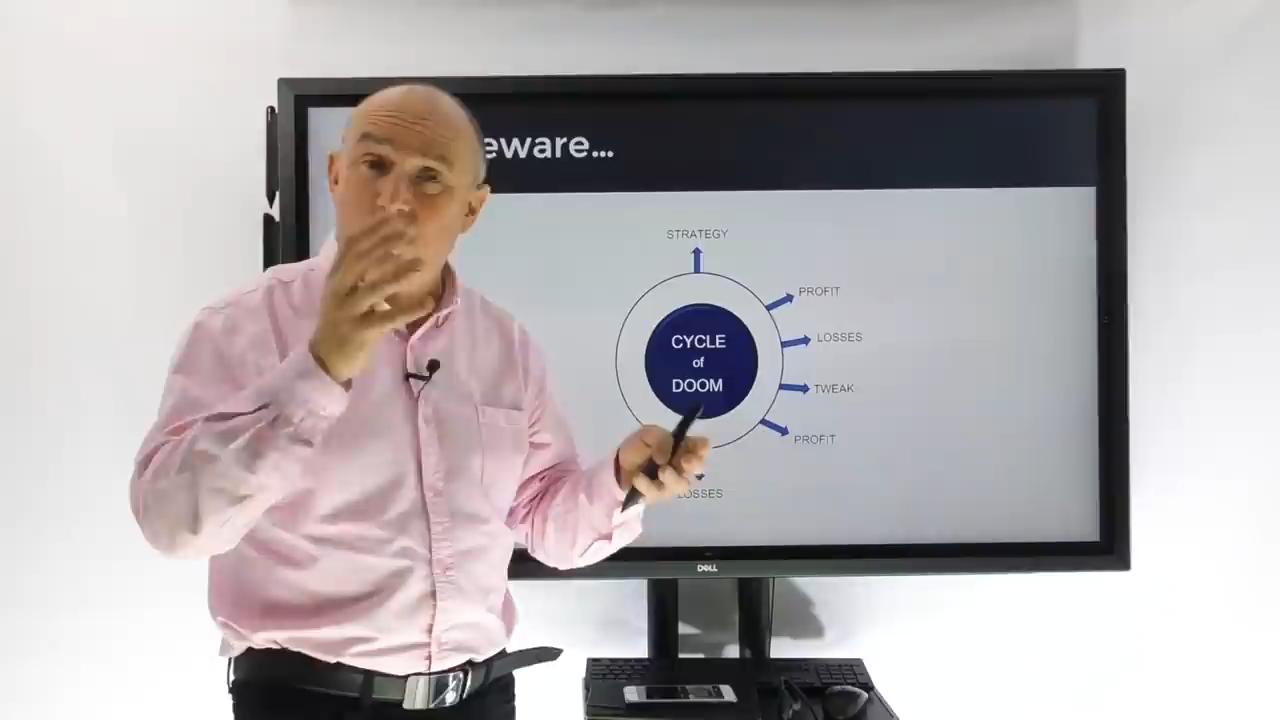 eware...
STRATEGY
PROFIT
LOSSES
CYCLE
of
DOOM
TWEAK
PROFIT
LOSSES
DELL